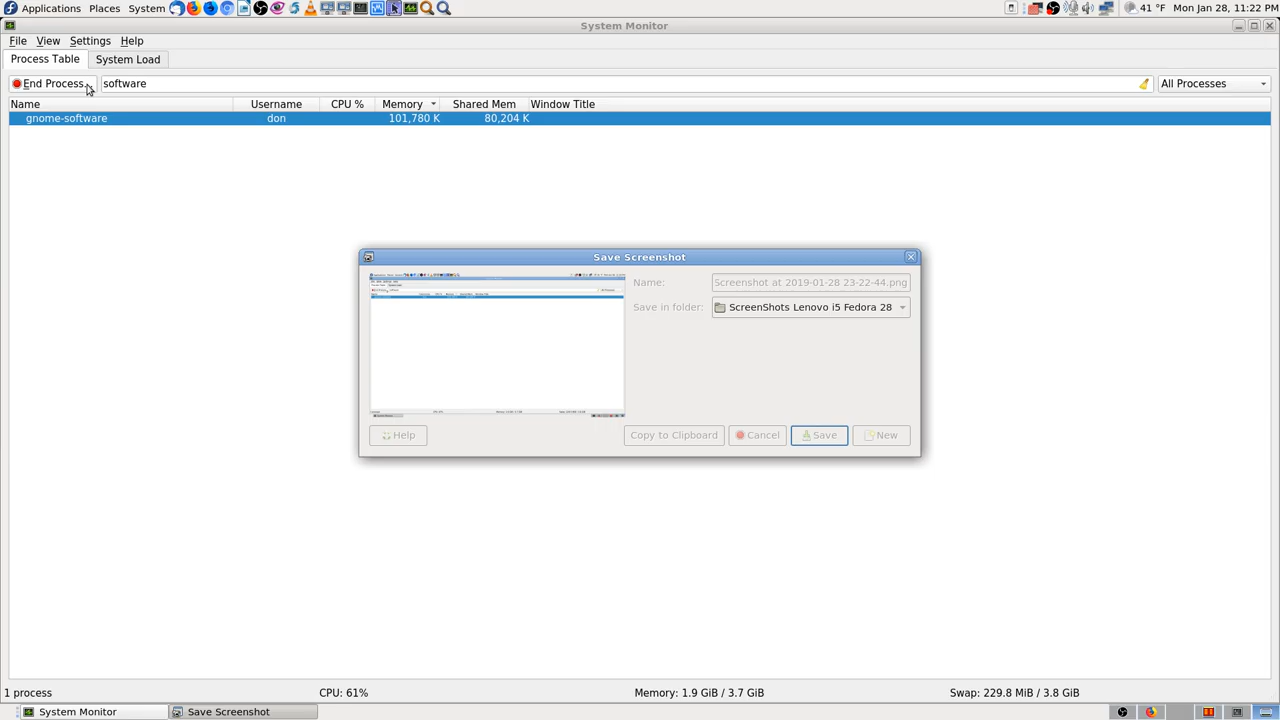 Applications Places System 41 °F Mon Jan 28, 11:22 PM
System Monitor
File View Settings Help
Process Table System Load
End Process software All Processes
Name Username CPU % Memory Shared Mem Window Title
gnome-software don 101,780 K 80,204 K
Save Screenshot
Name: Screenshot at 2019-01-28 23-22-44.png
Save in folder: ScreenShots Lenovo i5 Fedora 28
Help Copy to Clipboard Cancel Save New
1 process CPU: 61% Memory: 1.9 GiB / 3.7 GiB Swap: 229.8 MiB / 3.8 GiB
System Monitor Save Screenshot